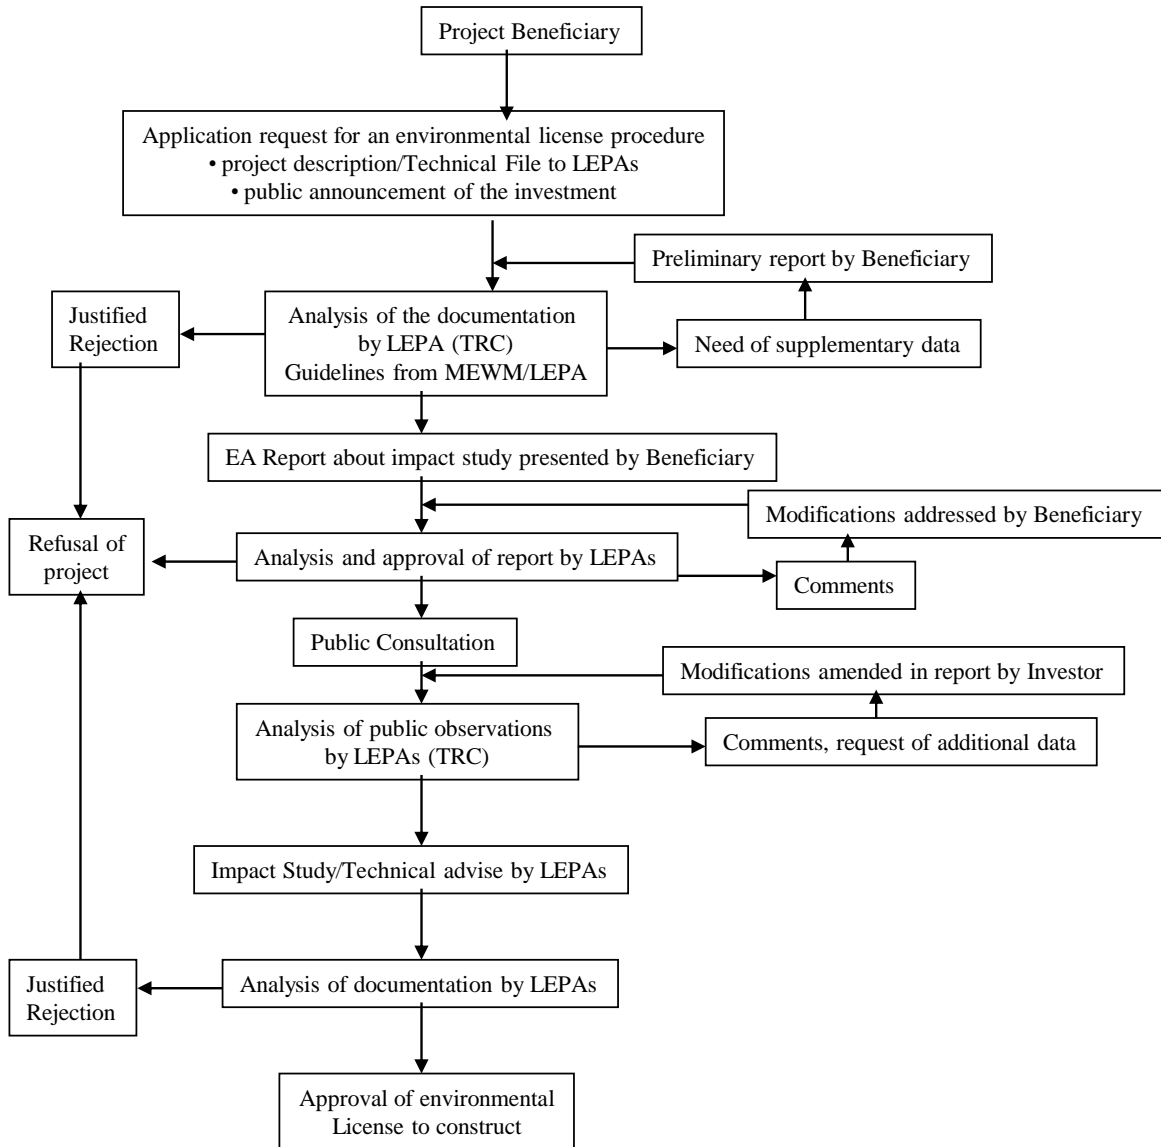 Project Beneficiary
Application request for an environmental license procedure
• project description/Technical File to LEPAs
• public announcement of the investment
Preliminary report by Beneficiary
Justified
Rejection
Analysis of the documentation
by LEPA (TRC)
Guidelines from MEWM/LEPA
Need of supplementary data
EA Report about impact study presented by Beneficiary
Modifications addressed by Beneficiary
Refusal of
project
Analysis and approval of report by LEPAs
Comments
Public Consultation
Modifications amended in report by Investor
Analysis of public observations
by LEPAs (TRC)
Comments, request of additional data
Impact Study/Technical advise by LEPAs
Justified
Rejection
Analysis of documentation by LEPAs
Approval of environmental
License to construct